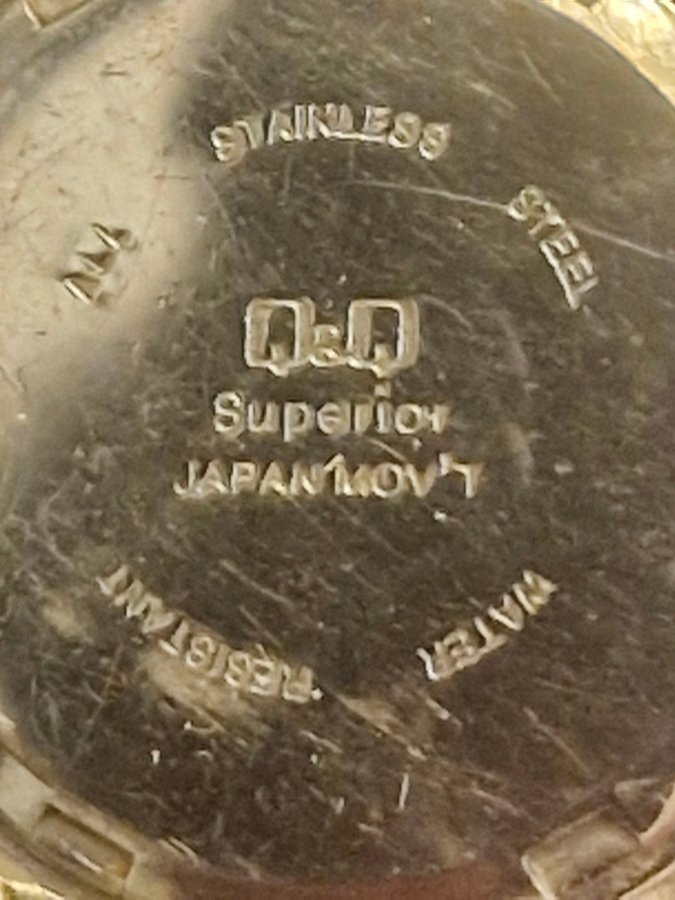 STAINLESS STEEL
Q&Q
Superior
JAPAN MOV'T
WATER RESISTANT